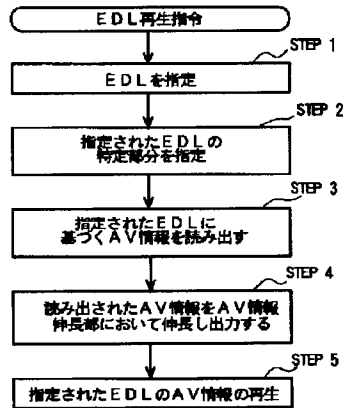 EDL再生指令
STEP 1
EDLを指定
STEP 2
指定されたEDLの
特定部分を指定
STEP 3
指定されたEDLに
基づくAV情報を読み出す
STEP 4
読み出されたAV情報をAV情報
伸長部において伸長し出力する
STEP 5
指定されたEDLのAV情報の再生